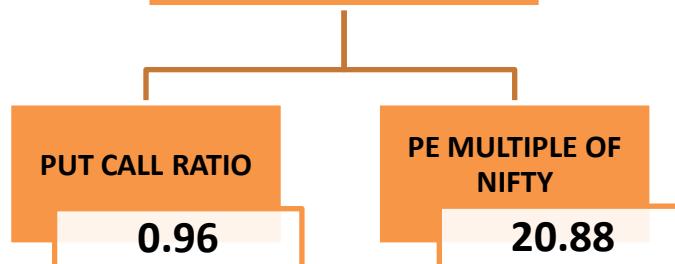 PUT CALL RATIO
0.96
PE MULTIPLE OF
NIFTY
20.88